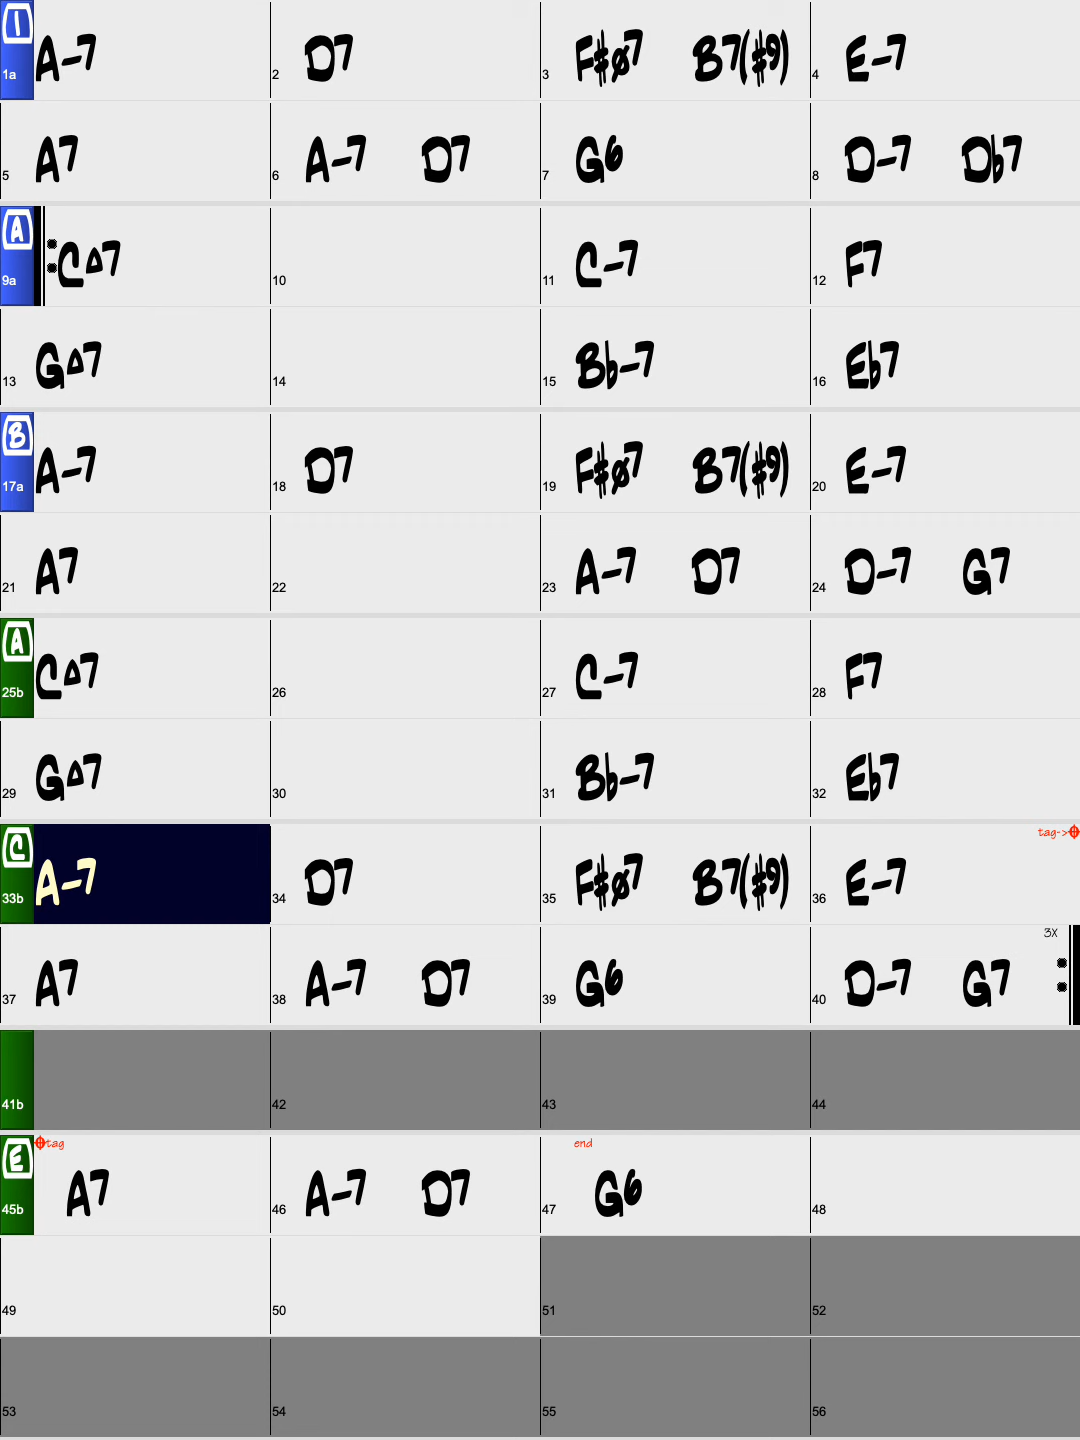 1 A-7 D7 F#ø7 B7(#9) E-7
1a 2 3 4
A7 A-7 D7 G6 D-7 Db7
5 6 7 8
A C△7 C-7 F7
9a 10 11 12
G△7 Bb-7 Eb7
13 14 15 16
B A-7 D7 F#ø7 B7(#9) E-7
17a 18 19 20
A7 A-7 D7 D-7 G7
21 22 23 24
A C△7 C-7 F7
25b 26 27 28
G△7 Bb-7 Eb7
29 30 31 32
tag->
C A-7 D7 F#ø7 B7(#9) E-7
33b 34 35 36
3X
A7 A-7 D7 G6 D-7 G7
37 38 39 40
41b 42 43 44
tag end
E A7 A-7 D7 G6
45b 46 47 48
49 50 51 52
53 54 55 56